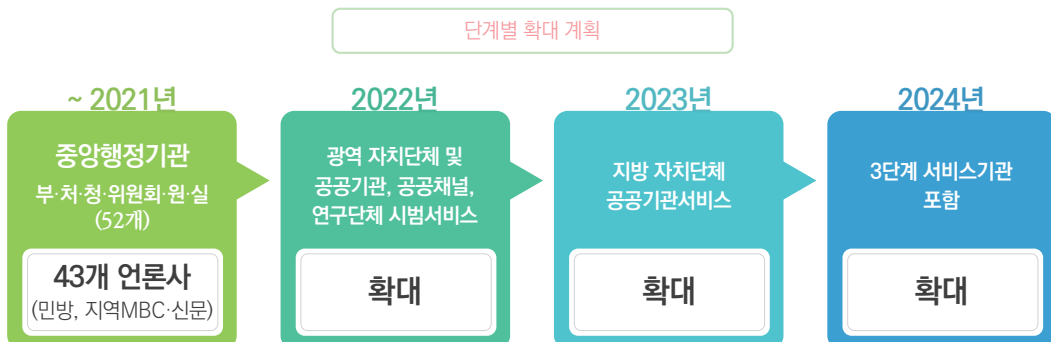 단계별 확대 계획
~ 2021년
중앙행정기관
부·처·청·위원회·원·실
(52개)
43개 언론사
(민방, 지역MBC·신문)
2022년
광역 자치단체 및
공공기관, 공공채널,
연구단체 시범서비스
확대
2023년
지방 자치단체
공공기관서비스
확대
2024년
3단계 서비스기관
포함
확대